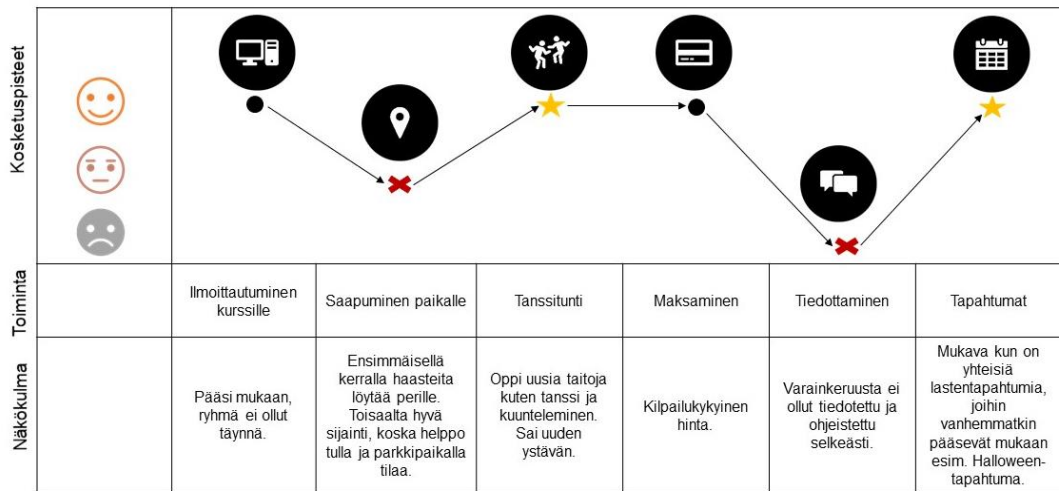 Kosketuspisteet
Toiminta
Ilmoittautuminen
kurssille
Saapuminen paikalle
Tanssitunti
Maksaminen
Tiedottaminen
Tapahtumat
Näkökulma
Pääsi mukaan,
ryhmä ei ollut
täynnä.
Ensimmäisellä
kerralla haasteita
löytää perille.
Toisaalta hyvä
sijainti, koska helppo
tulla ja parkkipaikalla
tilaa.
Oppi uusia taitoja
kuten tanssi ja
kuunteleminen.
Sai uuden
ystävän.
Kilpailukykyinen
hinta.
Varainkeruusta ei
ollut tiedotettu ja
ohjeistettu
selkeästi.
Mukava kun on
yhteisiä
lastentapahtumia,
joihin
vanhemmatkin
pääsevät mukaan
esim. Halloween-
tapahtuma.